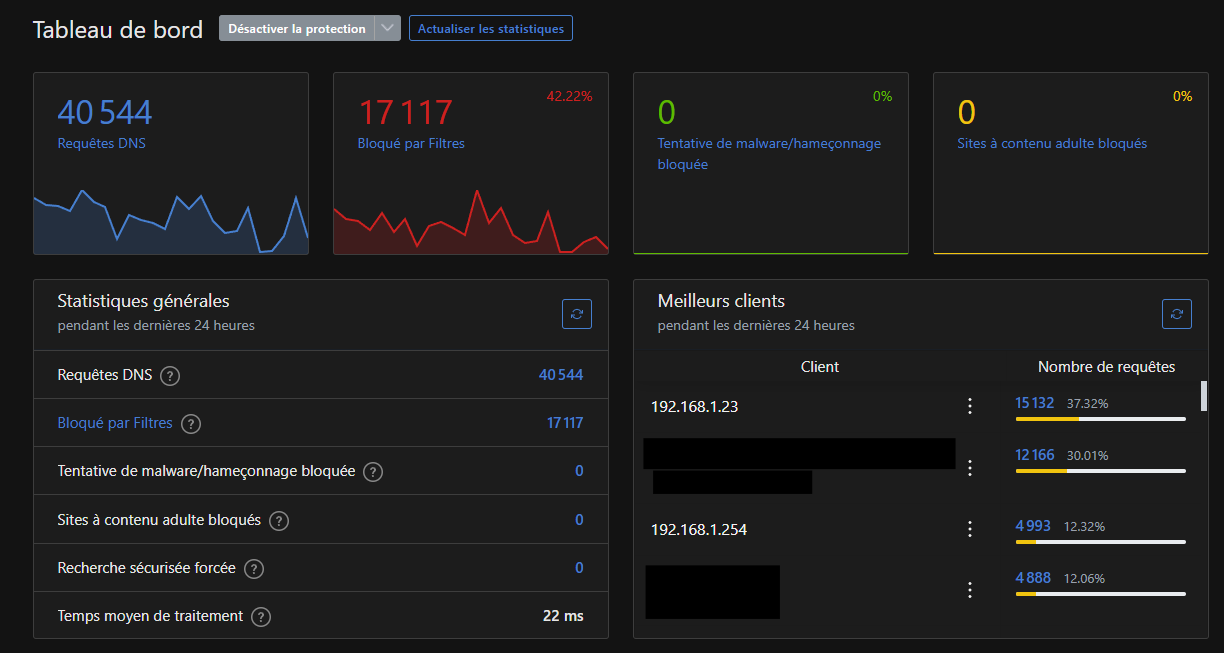 Tableau de bord
Désactiver la protection
Actualiser les statistiques
40 544
Requêtes DNS
42.22%
17 117
Bloqué par Filtres
0%
0
Tentative de malware/hameçonnage
bloquée
0%
0
Sites à contenu adulte bloqués
Statistiques générales
pendant les dernières 24 heures
Requêtes DNS ? 40 544
Bloqué par Filtres ? 17 117
Tentative de malware/hameçonnage bloquée ? 0
Sites à contenu adulte bloqués ? 0
Recherche sécurisée forcée ? 0
Temps moyen de traitement ? 22 ms
Meilleurs clients
pendant les dernières 24 heures
Client Nombre de requêtes
192.168.1.23 15 132 37.32%
12 166 30.01%
192.168.1.254 4 993 12.32%
4 888 12.06%